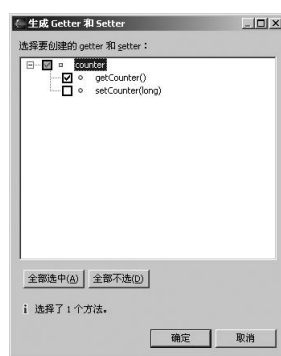 生成 Getter 和 Setter
选择要创建的 getter 和 setter：
counter
getCounter()
setCounter(long)
全部选中(A)
全部不选(D)
i 选择了 1 个方法。
确定
取消